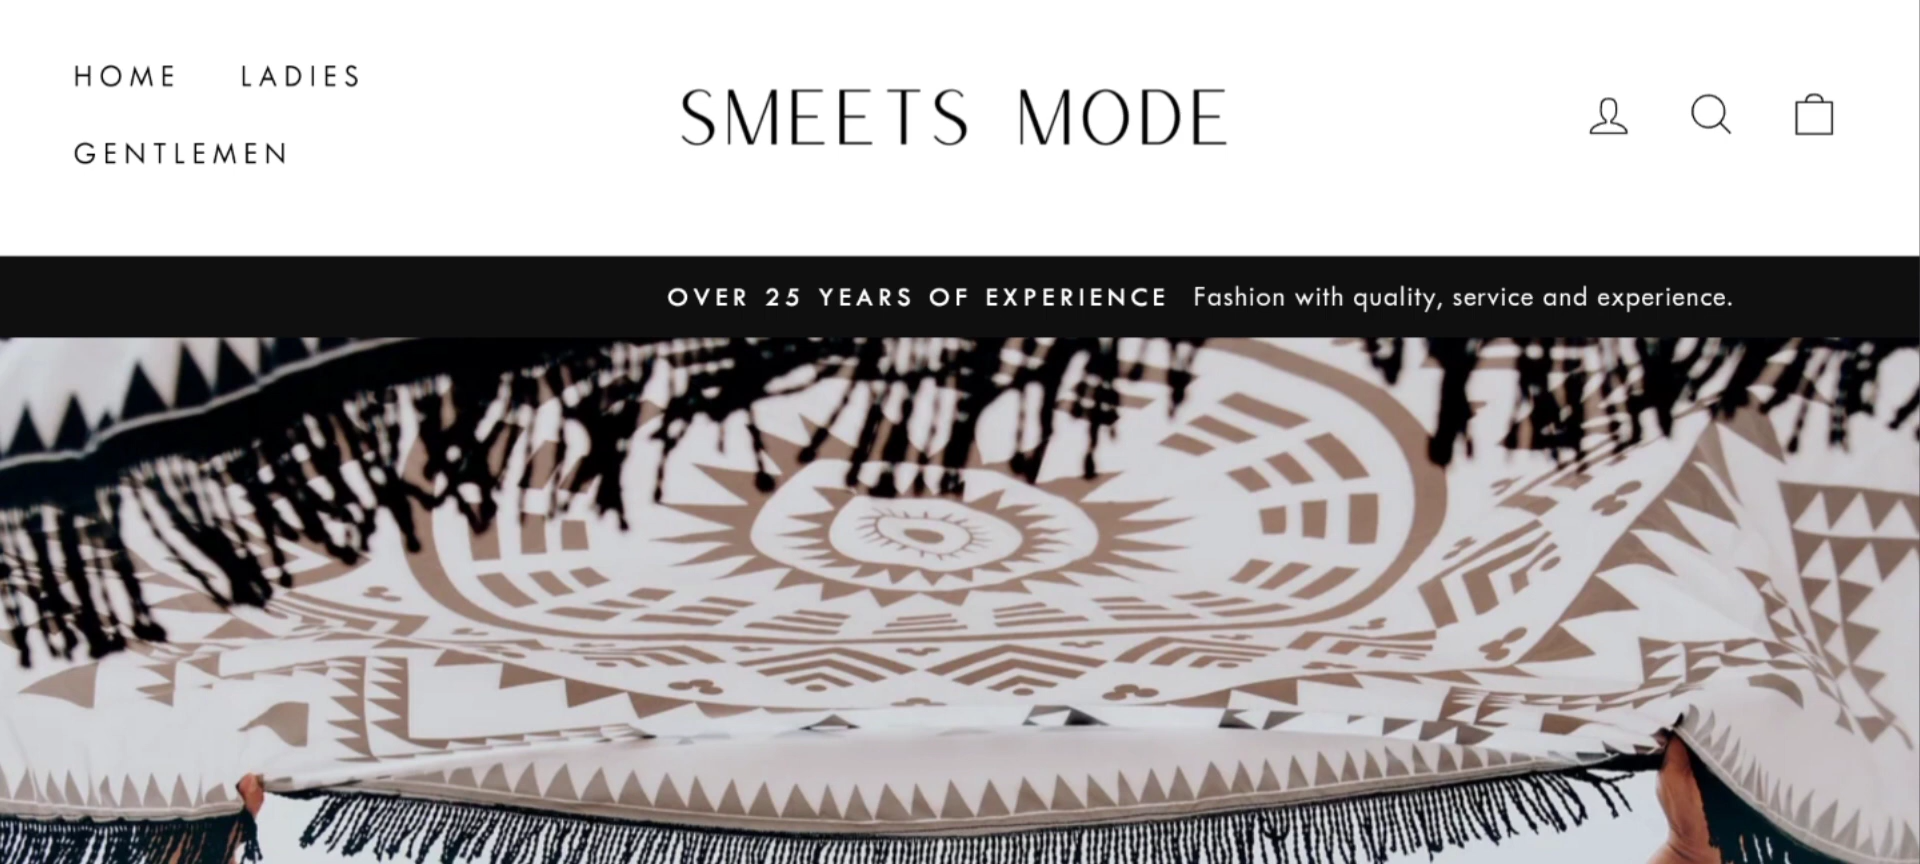 HOME LADIES
GENTLEMEN
SMEETS MODE
OVER 25 YEARS OF EXPERIENCE Fashion with quality, service and experience.